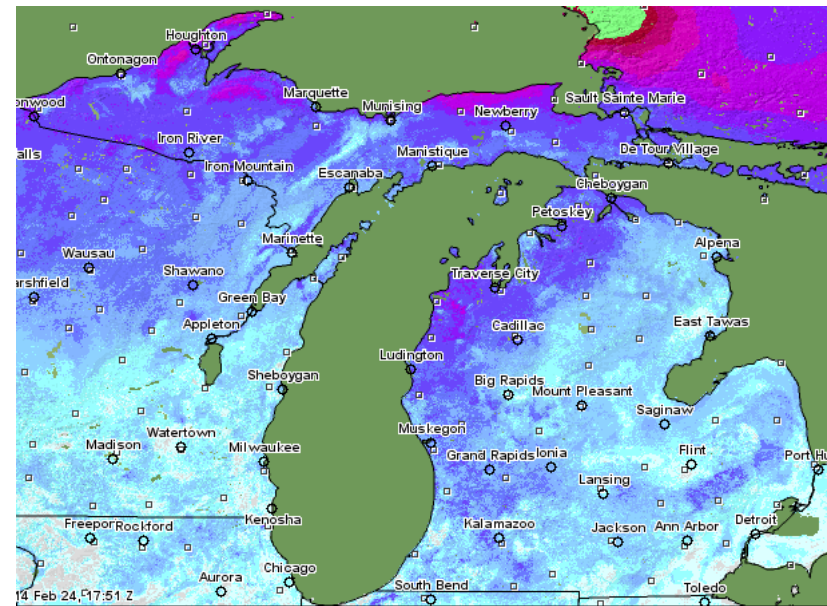 Houghton
Ontonagon
onwood
Marquette
Munising
Newberry
Sault Sainte Marie
Iron River
alls
Iron Mountain
Manistique
De Tour Village
Escanaba
Cheboygan
Petoskey
Marinette
Alpena
Wausau
Shawano
Traverse City
arshfield
Green Bay
Appleton
Cadillac
East Tawas
Ludington
Sheboygan
Big Rapids
Mount Pleasant
Saginaw
Watertown
Madison
Milwaukee
Muskegon
Grand Rapids
Ionia
Flint
Port Hu
Lansing
Kenosha
Freepor
Rockford
Kalamazoo
Jackson
Ann Arbor
Detroit
Chicago
Aurora
South Bend
Toledo
14 Feb 24, 17:51 Z